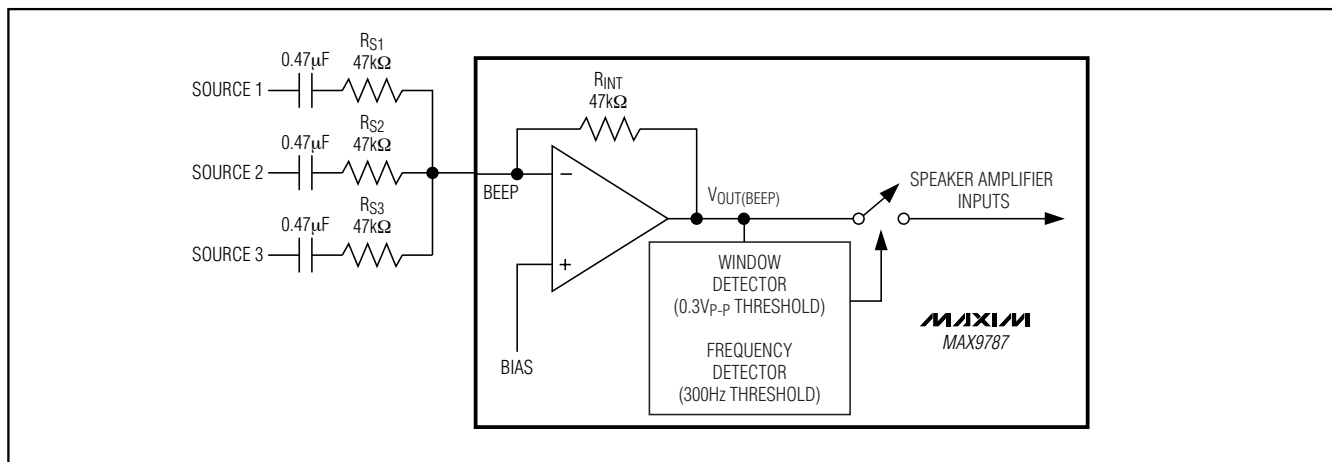 RS1
0.47µF 47kΩ
SOURCE 1
RS2
0.47µF 47kΩ
SOURCE 2
RS3
0.47µF 47kΩ
SOURCE 3
RINT
47kΩ
BEEP
−
+
BIAS
VOUT(BEEP)
SPEAKER AMPLIFIER
INPUTS
WINDOW
DETECTOR
(0.3VP-P THRESHOLD)
FREQUENCY
DETECTOR
(300Hz THRESHOLD)
MAXIM
MAX9787